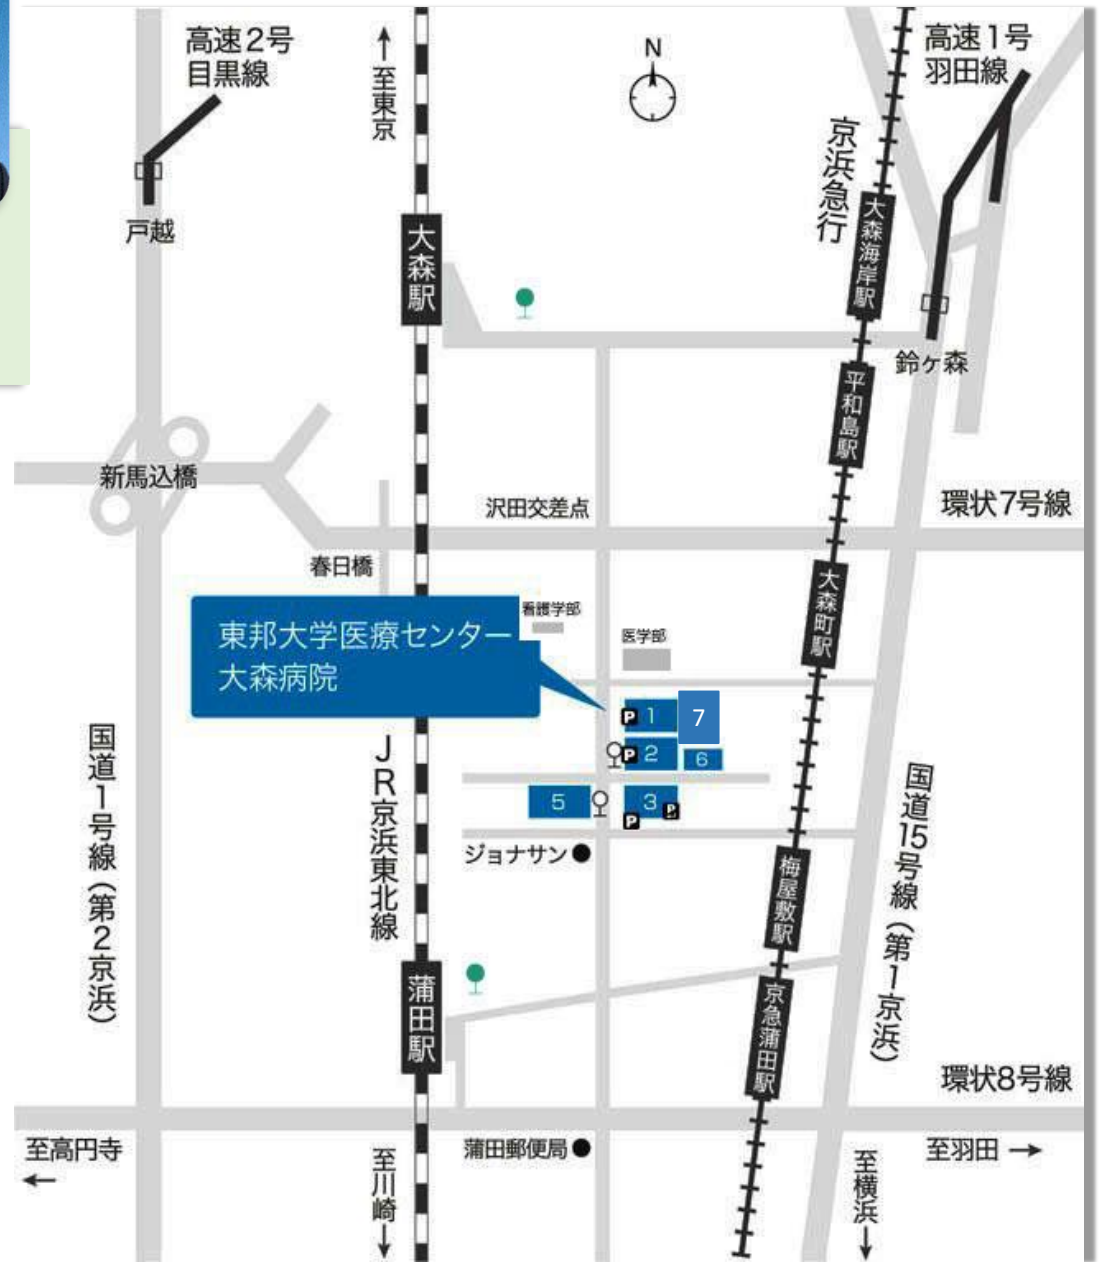 高速2号
目黒線
至東京
N
高速1号
羽田線
京浜急行
戸越
大森駅
大森海岸駅
鈴ヶ森
平和島駅
新馬込橋
沢田交差点
環状7号線
春日橋
大森町駅
看護学部
医学部
東邦大学医療センター
大森病院
P 1
7
P 2
6
5
3
P
P
ジョナサン
国道1号線（第2京浜）
JR京浜東北線
国道15号線（第1京浜）
梅屋敷駅
蒲田駅
京急蒲田駅
環状8号線
至高円寺
蒲田郵便局
至羽田
至川崎
至横浜